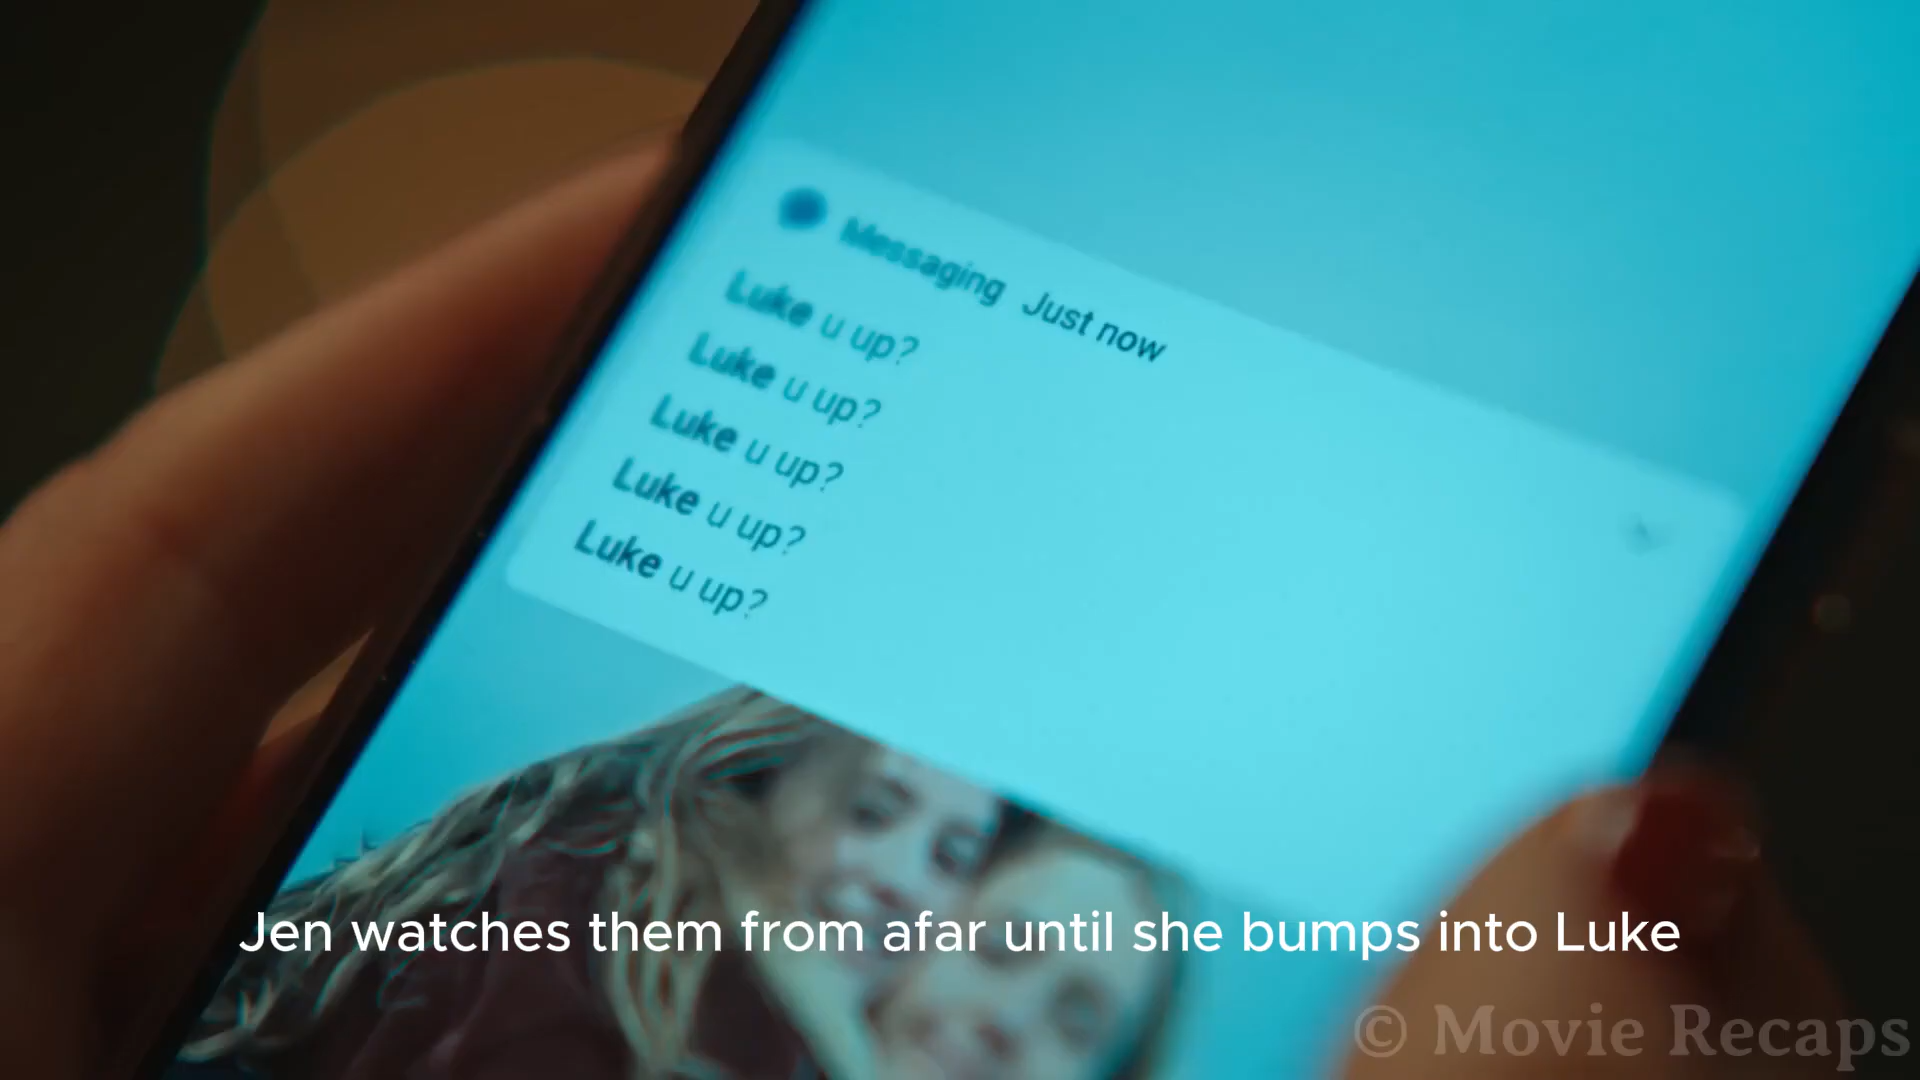 Messaging Just now
Luke u up?
Luke u up?
Luke u up?
Luke u up?
Luke u up?
Jen watches them from afar until she bumps into Luke
© Movie Recaps